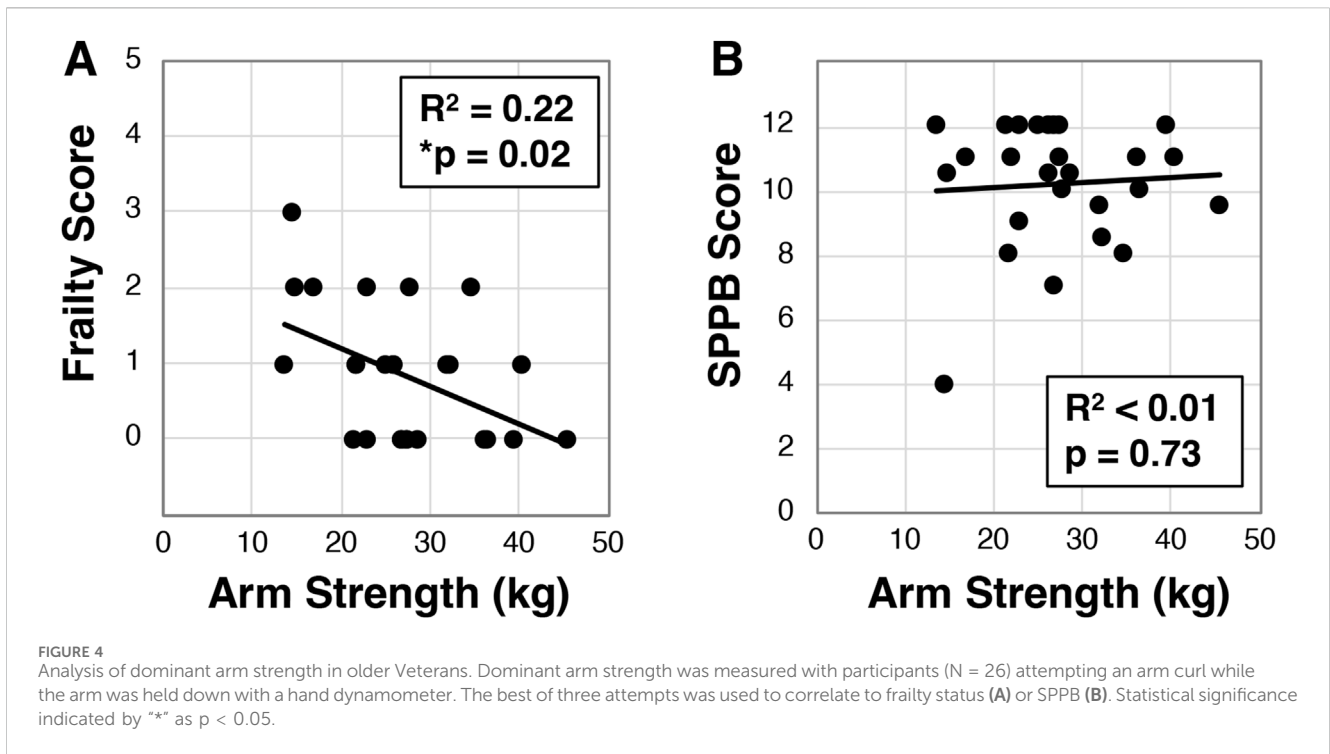 A
Frailty Score
5
4
3
2
1
0
0 10 20 30 40 50
Arm Strength (kg)
R² = 0.22
*p = 0.02
B
SPPB Score
12
10
8
6
4
2
0
0 10 20 30 40 50
Arm Strength (kg)
R² < 0.01
p = 0.73
FIGURE 4
Analysis of dominant arm strength in older Veterans. Dominant arm strength was measured with participants (N = 26) attempting an arm curl while
the arm was held down with a hand dynamometer. The best of three attempts was used to correlate to frailty status (A) or SPPB (B). Statistical significance
indicated by “*” as p < 0.05.